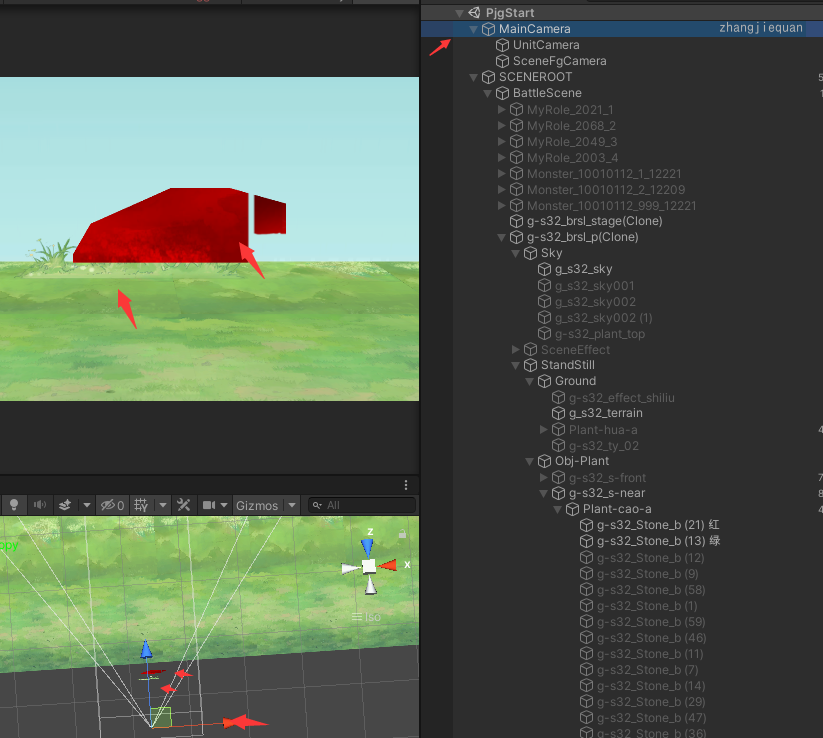 PjgStart
MainCamera
zhangjiequan
UnitCamera
SceneFgCamera
SCENEROOT
5
BattleScene
1
MyRole_2021_1
MyRole_2068_2
MyRole_2049_3
MyRole_2003_4
Monster_10010112_1_12221
Monster_10010112_2_12209
Monster_10010112_999_12221
g-s32_brsl_stage(Clone)
g-s32_brsl_p(Clone)
Sky
g_s32_sky
g_s32_sky001
g_s32_sky002
g_s32_sky002 (1)
g-s32_plant_top
SceneEffect
StandStill
Ground
g-s32_effect_shiliu
g_s32_terrain
Plant-hua-a
4
g-s32_ty_02
Obj-Plant
g-s32_s-front
7
g-s32_s-near
8
Plant-cao-a
4
g-s32_Stone_b (21) 红
g-s32_Stone_b (13) 绿
g-s32_Stone_b (12)
g-s32_Stone_b (9)
g-s32_Stone_b (58)
g-s32_Stone_b (1)
g-s32_Stone_b (59)
g-s32_Stone_b (46)
g-s32_Stone_b (11)
g-s32_Stone_b (7)
g-s32_Stone_b (14)
g-s32_Stone_b (29)
g-s32_Stone_b (47)
g-s32_Stone_b (36)
0
Gizmos
All
z
x
Iso